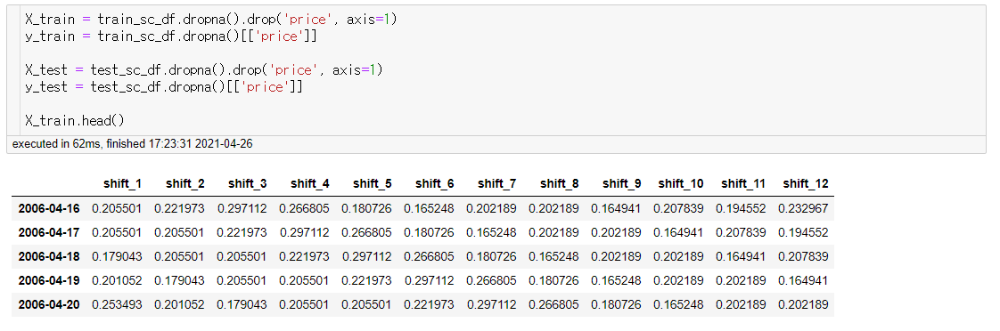 X_train = train_sc_df.dropna().drop('price', axis=1)
y_train = train_sc_df.dropna()[['price']]
X_test = test_sc_df.dropna().drop('price', axis=1)
y_test = test_sc_df.dropna()[['price']]
X_train.head()
executed in 62ms, finished 17:23:31 2021-04-26
shift_1 shift_2 shift_3 shift_4 shift_5 shift_6 shift_7 shift_8 shift_9 shift_10 shift_11 shift_12
2006-04-16 0.205501 0.221973 0.297112 0.266805 0.180726 0.165248 0.202189 0.202189 0.164941 0.207839 0.194552 0.232967
2006-04-17 0.205501 0.205501 0.221973 0.297112 0.266805 0.180726 0.165248 0.202189 0.202189 0.164941 0.207839 0.194552
2006-04-18 0.179043 0.205501 0.205501 0.221973 0.297112 0.266805 0.180726 0.165248 0.202189 0.202189 0.164941 0.207839
2006-04-19 0.201052 0.179043 0.205501 0.205501 0.221973 0.297112 0.266805 0.180726 0.165248 0.202189 0.202189 0.164941
2006-04-20 0.253493 0.201052 0.179043 0.205501 0.205501 0.221973 0.297112 0.266805 0.180726 0.165248 0.202189 0.202189